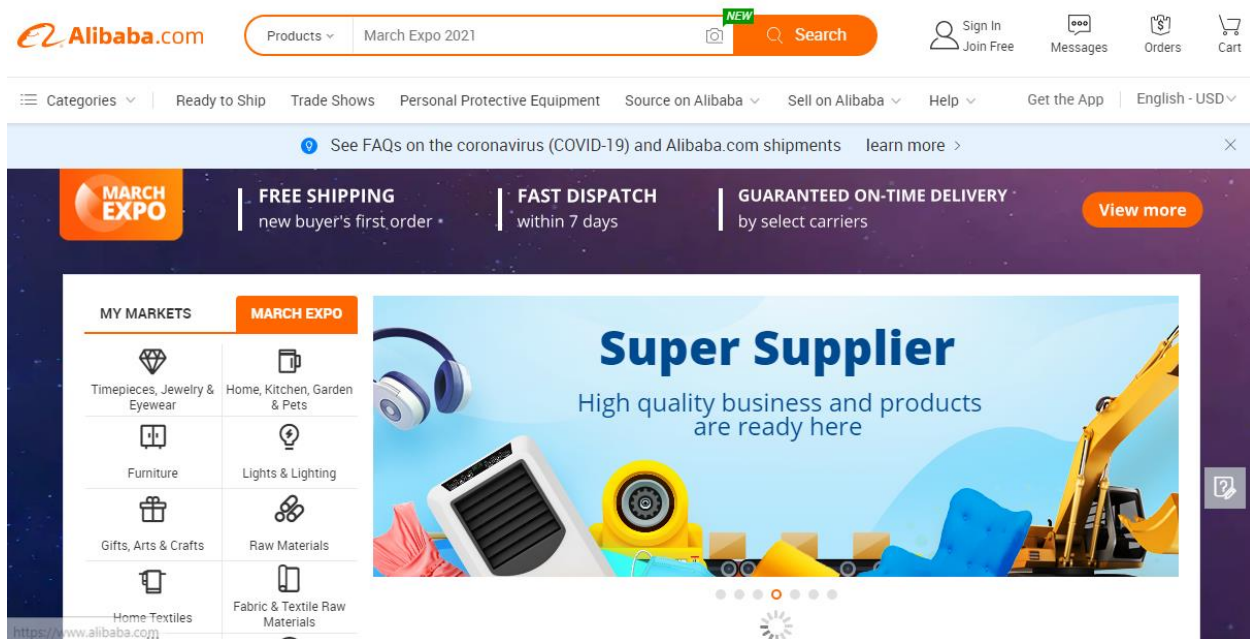 Alibaba.com
Products
March Expo 2021
NEW
Search
Sign In
Join Free
Messages
Orders
Cart
Categories
Ready to Ship
Trade Shows
Personal Protective Equipment
Source on Alibaba
Sell on Alibaba
Help
Get the App
English - USD
See FAQs on the coronavirus (COVID-19) and Alibaba.com shipments learn more >
MARCH
EXPO
FREE SHIPPING
new buyer's first order
FAST DISPATCH
within 7 days
GUARANTEED ON-TIME DELIVERY
by select carriers
View more
MY MARKETS
MARCH EXPO
Timepieces, Jewelry &
Eyewear
Home, Kitchen, Garden
& Pets
Furniture
Lights & Lighting
Gifts, Arts & Crafts
Raw Materials
Home Textiles
Fabric & Textile Raw
Materials
Super Supplier
High quality business and products
are ready here
https://www.alibaba.com